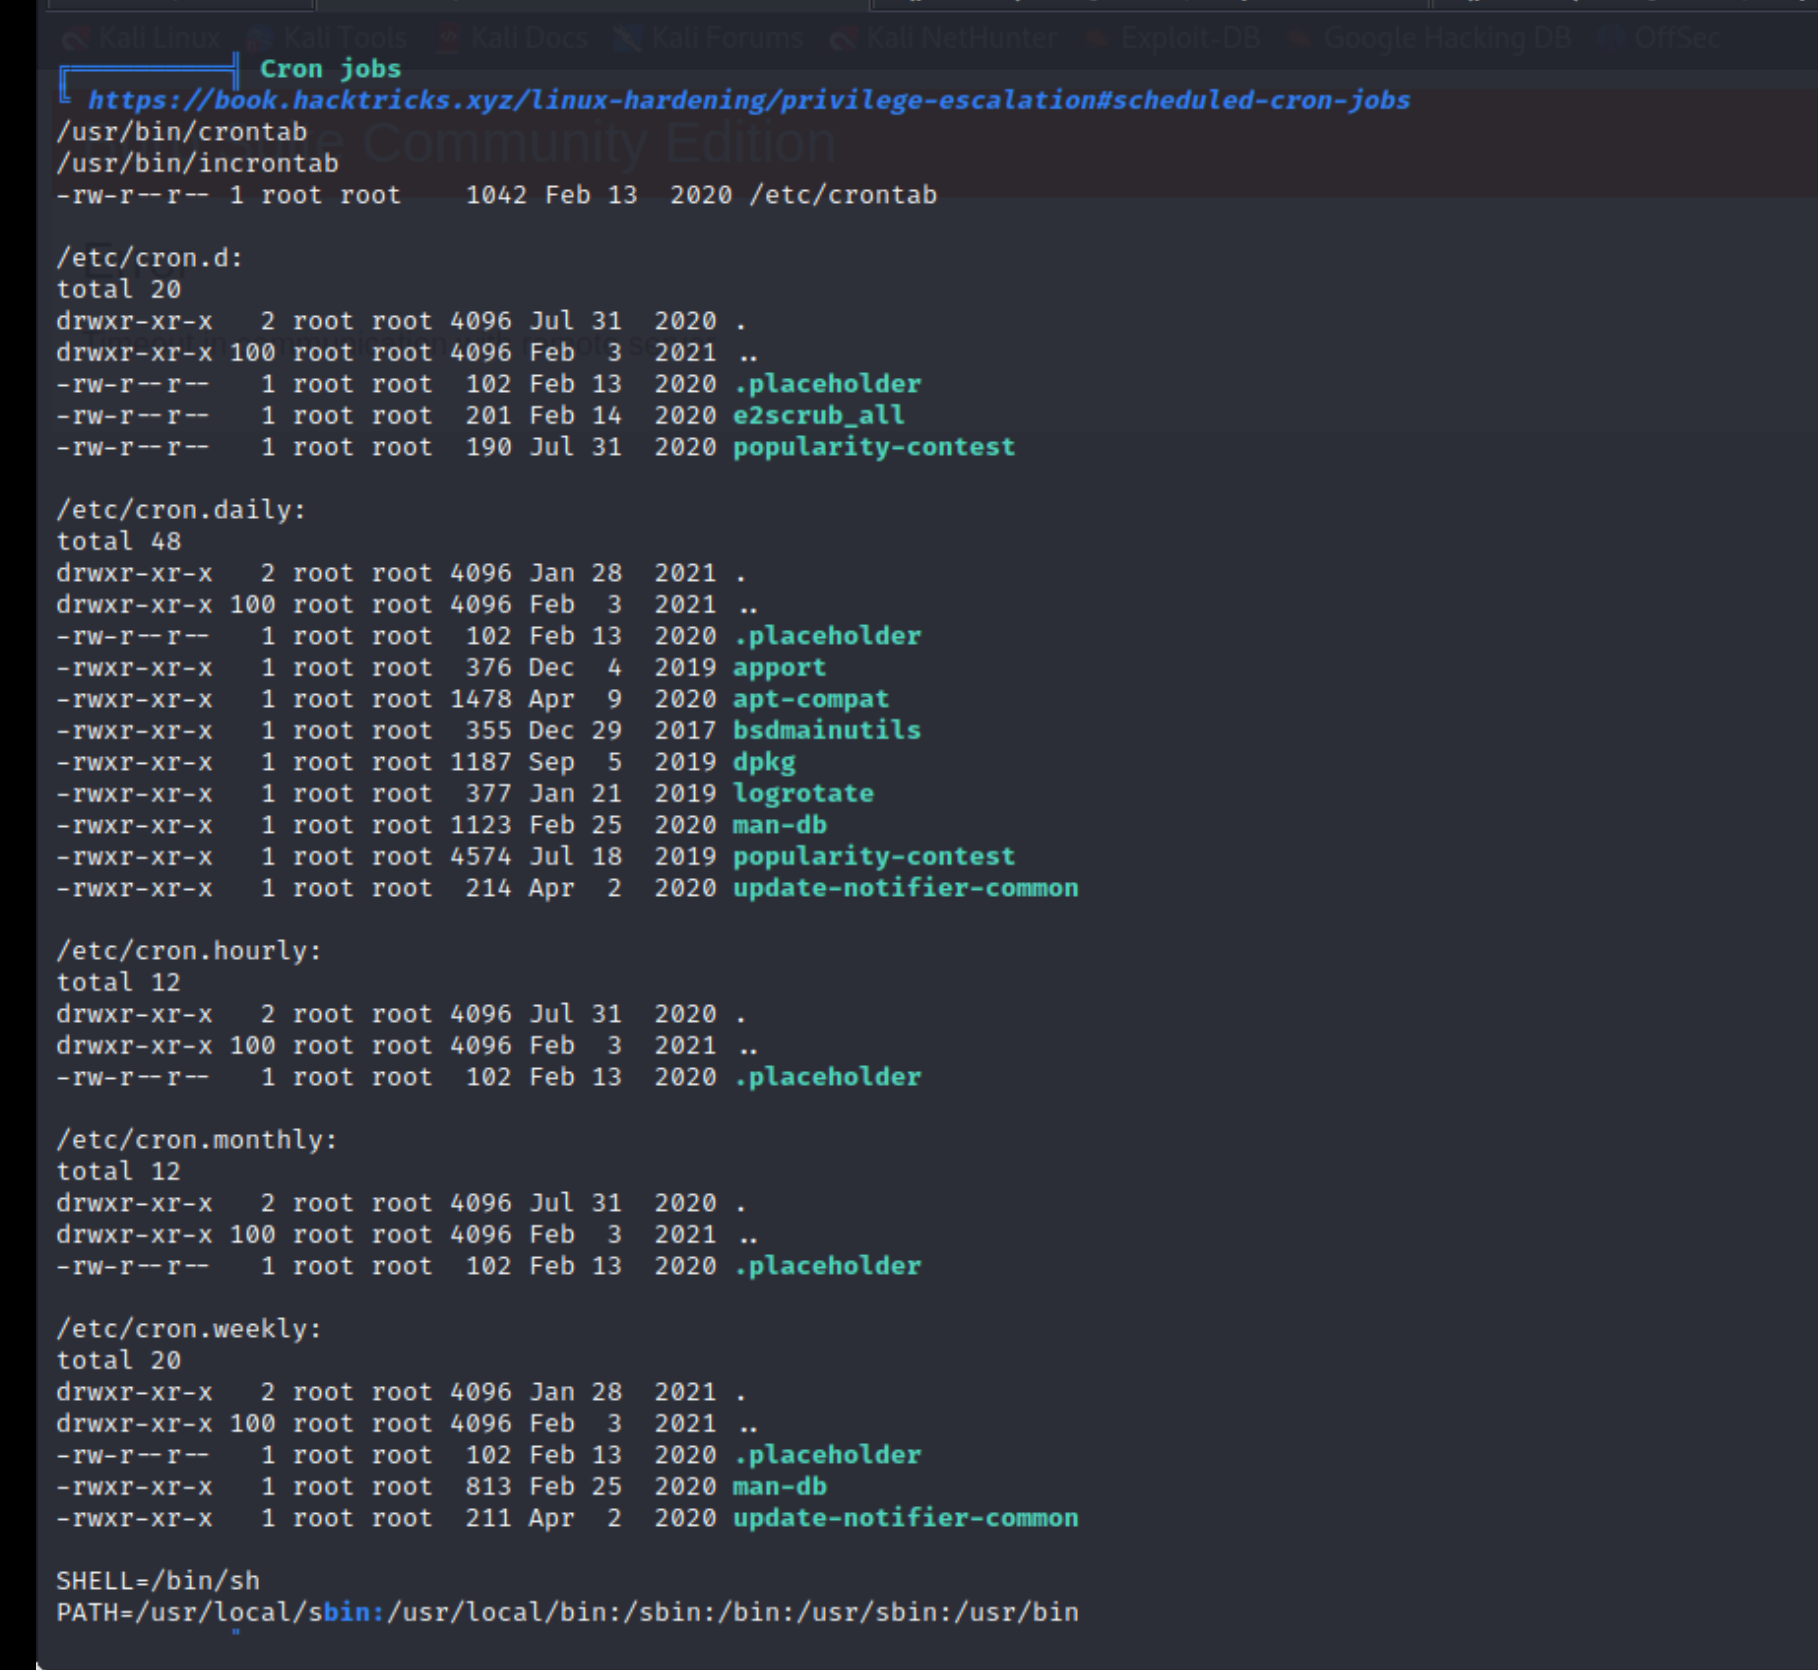 Kali Linux Kali Tools Kali Docs Kali Forums Kali NetHunter Exploit-DB Google Hacking DB OffSec
Cron jobs
https://book.hacktricks.xyz/linux-hardening/privilege-escalation#scheduled-cron-jobs
/usr/bin/crontab
Community Edition
/usr/bin/incrontab
-rw-r--r-- 1 root root    1042 Feb 13  2020 /etc/crontab

/etc/cron.d:
Error
total 20
drwxr-xr-x   2 root root 4096 Jul 31  2020 .
drwxr-xr-x 100 root root 4096 Feb  3  2021 ..
-rw-r--r--   1 root root  102 Feb 13  2020 .placeholder
-rw-r--r--   1 root root  201 Feb 14  2020 e2scrub_all
-rw-r--r--   1 root root  190 Jul 31  2020 popularity-contest

/etc/cron.daily:
total 48
drwxr-xr-x   2 root root 4096 Jan 28  2021 .
drwxr-xr-x 100 root root 4096 Feb  3  2021 ..
-rw-r--r--   1 root root  102 Feb 13  2020 .placeholder
-rwxr-xr-x   1 root root  376 Dec  4  2019 apport
-rwxr-xr-x   1 root root 1478 Apr  9  2020 apt-compat
-rwxr-xr-x   1 root root  355 Dec 29  2017 bsdmainutils
-rwxr-xr-x   1 root root 1187 Sep  5  2019 dpkg
-rwxr-xr-x   1 root root  377 Jan 21  2019 logrotate
-rwxr-xr-x   1 root root 1123 Feb 25  2020 man-db
-rwxr-xr-x   1 root root 4574 Jul 18  2019 popularity-contest
-rwxr-xr-x   1 root root  214 Apr  2  2020 update-notifier-common

/etc/cron.hourly:
total 12
drwxr-xr-x   2 root root 4096 Jul 31  2020 .
drwxr-xr-x 100 root root 4096 Feb  3  2021 ..
-rw-r--r--   1 root root  102 Feb 13  2020 .placeholder

/etc/cron.monthly:
total 12
drwxr-xr-x   2 root root 4096 Jul 31  2020 .
drwxr-xr-x 100 root root 4096 Feb  3  2021 ..
-rw-r--r--   1 root root  102 Feb 13  2020 .placeholder

/etc/cron.weekly:
total 20
drwxr-xr-x   2 root root 4096 Jan 28  2021 .
drwxr-xr-x 100 root root 4096 Feb  3  2021 ..
-rw-r--r--   1 root root  102 Feb 13  2020 .placeholder
-rwxr-xr-x   1 root root  813 Feb 25  2020 man-db
-rwxr-xr-x   1 root root  211 Apr  2  2020 update-notifier-common

SHELL=/bin/sh
PATH=/usr/local/sbin:/usr/local/bin:/sbin:/bin:/usr/sbin:/usr/bin